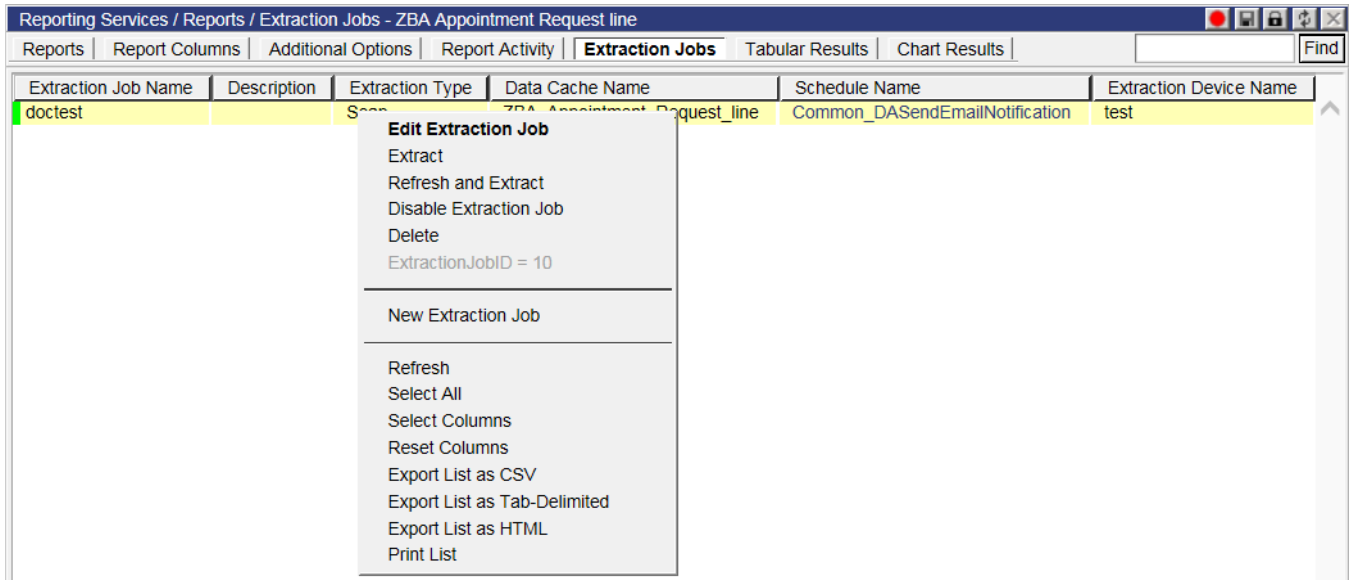 Reporting Services / Reports / Extraction Jobs - ZBA Appointment Request line
Reports Report Columns Additional Options Report Activity Extraction Jobs Tabular Results Chart Results Find
Extraction Job Name Description Extraction Type Data Cache Name Schedule Name Extraction Device Name
doctest Common_DASendEmailNotification test
Edit Extraction Job
Extract
Refresh and Extract
Disable Extraction Job
Delete
ExtractionJobID = 10
New Extraction Job
Refresh
Select All
Select Columns
Reset Columns
Export List as CSV
Export List as Tab-Delimited
Export List as HTML
Print List